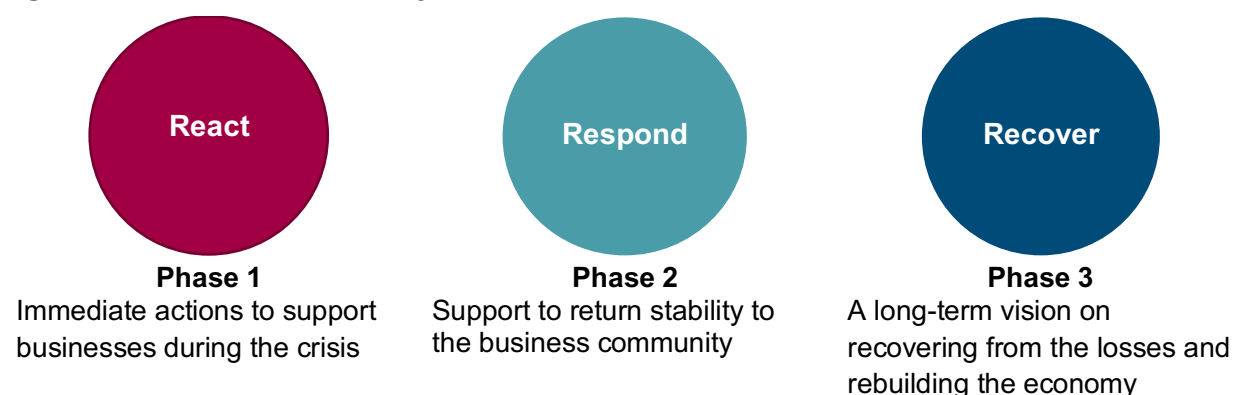 React
Phase 1
Immediate actions to support
businesses during the crisis
Respond
Phase 2
Support to return stability to
the business community
Recover
Phase 3
A long-term vision on
recovering from the losses and
rebuilding the economy